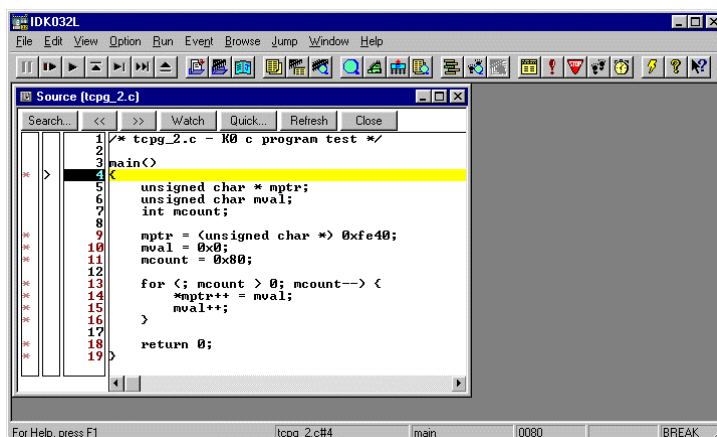 IDK032L
File Edit View Option Run Event Browse Jump Window Help
Source (tcpg_2.c)
Search... << >> Watch Quick... Refresh Close
1 /* tcpg_2.c - K0 c program test */
2
3 main()
* > 4 {
5 unsigned char * mptr;
6 unsigned char mval;
7 int mcount;
8
* 9 mptr = (unsigned char *) 0xfe40;
* 10 mval = 0x0;
* 11 mcount = 0x80;
12
* 13 for (; mcount > 0; mcount--) {
* 14 *mptr++ = mval;
* 15 mval++;
* 16 }
17
* 18 return 0;
* 19 }
For Help, press F1 tcpg_2.c#4 main 0080 BREAK